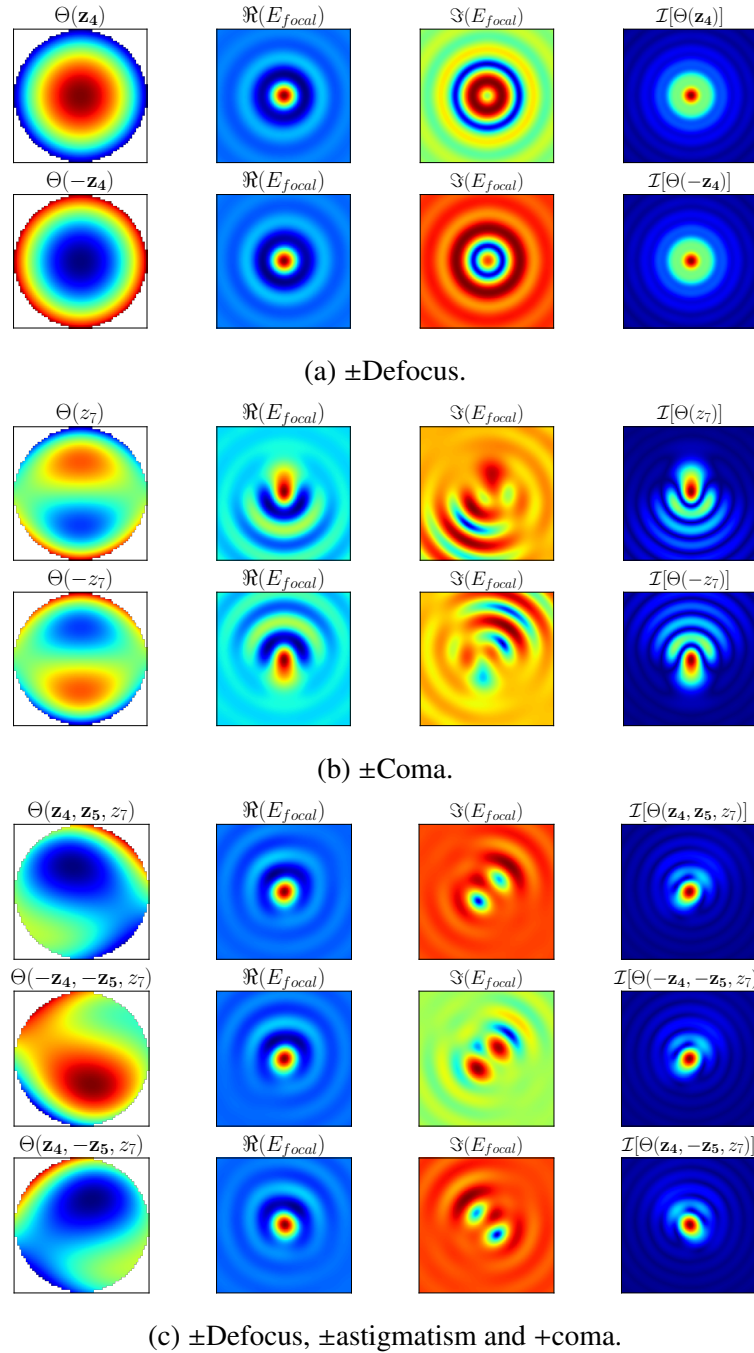 Θ(𝐳₄) ℜ(E_focal) ℑ(E_focal) ℐ[Θ(𝐳₄)]
Θ(−𝐳₄) ℜ(E_focal) ℑ(E_focal) ℐ[Θ(−𝐳₄)]
(a) ±Defocus.
Θ(z₇) ℜ(E_focal) ℑ(E_focal) ℐ[Θ(z₇)]
Θ(−z₇) ℜ(E_focal) ℑ(E_focal) ℐ[Θ(−z₇)]
(b) ±Coma.
Θ(𝐳₄, 𝐳₅, z₇) ℜ(E_focal) ℑ(E_focal) ℐ[Θ(𝐳₄, 𝐳₅, z₇)]
Θ(−𝐳₄, −𝐳₅, z₇) ℜ(E_focal) ℑ(E_focal) ℐ[Θ(−𝐳₄, −𝐳₅, z₇)
Θ(𝐳₄, −𝐳₅, z₇) ℜ(E_focal) ℑ(E_focal) ℐ[Θ(𝐳₄, −𝐳₅, z₇)]
(c) ±Defocus, ±astigmatism and +coma.